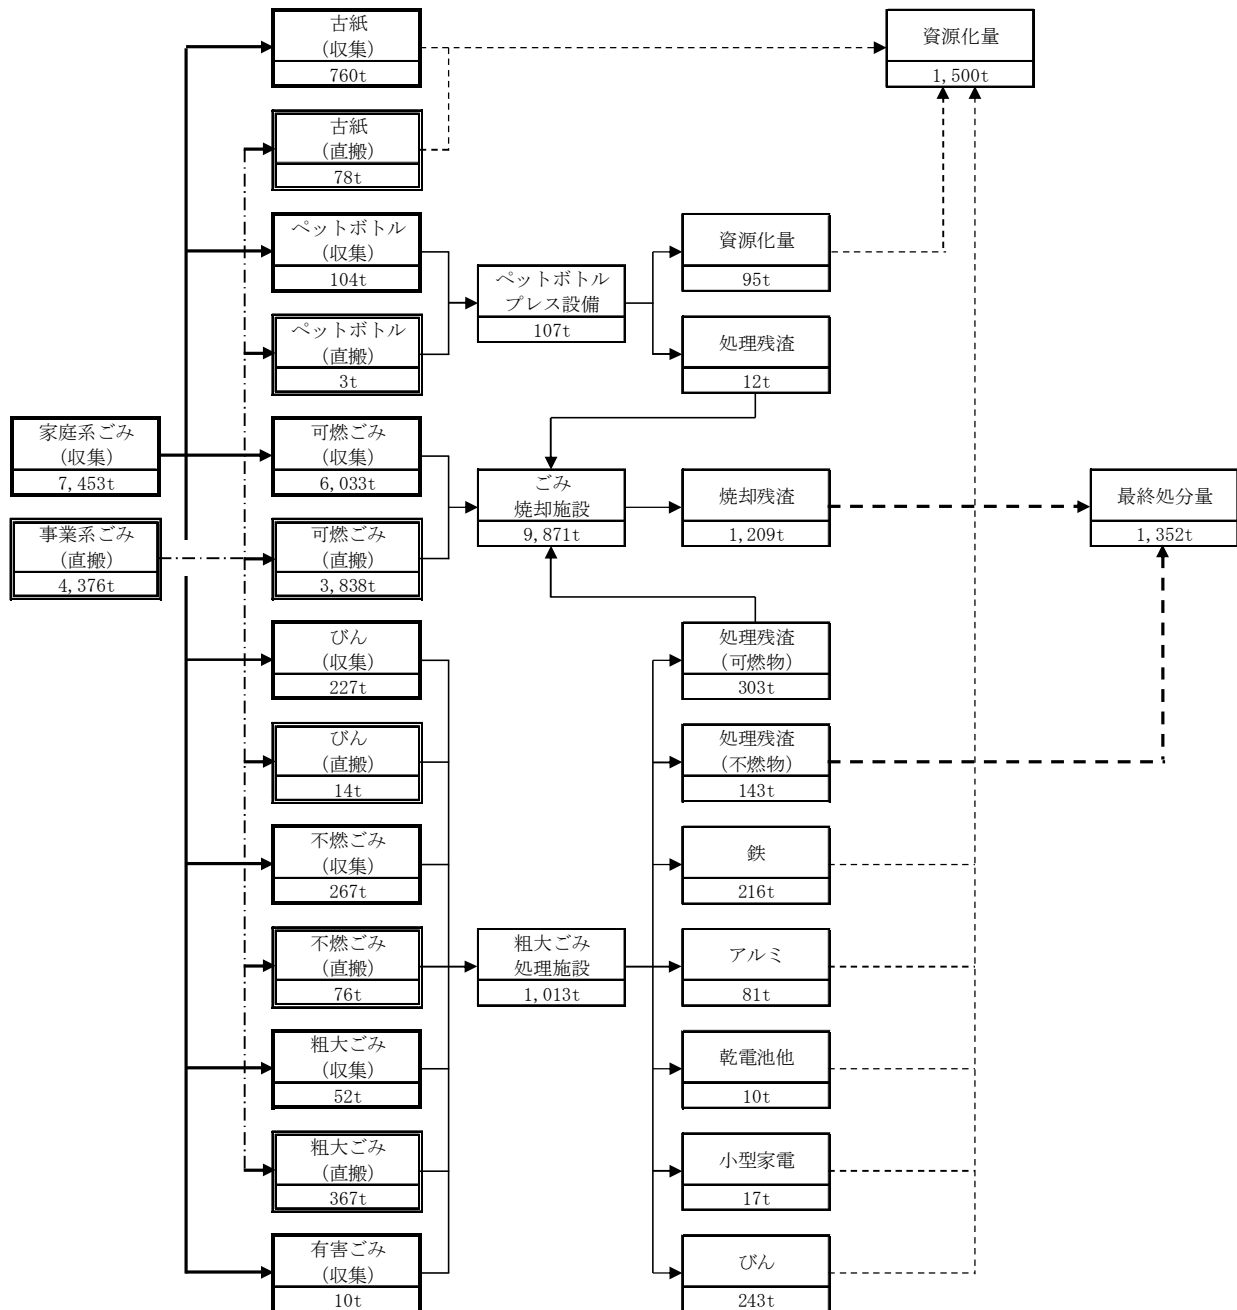 古紙
(収集)
760t
資源化量
1,500t
古紙
(直搬)
78t
ペットボトル
(収集)
104t
ペットボトル
プレス設備
107t
資源化量
95t
ペットボトル
(直搬)
3t
処理残渣
12t
家庭系ごみ
(収集)
7,453t
可燃ごみ
(収集)
6,033t
ごみ
焼却施設
9,871t
焼却残渣
1,209t
最終処分量
1,352t
事業系ごみ
(直搬)
4,376t
可燃ごみ
(直搬)
3,838t
びん
(収集)
227t
処理残渣
(可燃物)
303t
びん
(直搬)
14t
処理残渣
(不燃物)
143t
不燃ごみ
(収集)
267t
鉄
216t
不燃ごみ
(直搬)
76t
粗大ごみ
処理施設
1,013t
アルミ
81t
粗大ごみ
(収集)
52t
乾電池他
10t
粗大ごみ
(直搬)
367t
小型家電
17t
有害ごみ
(収集)
10t
びん
243t